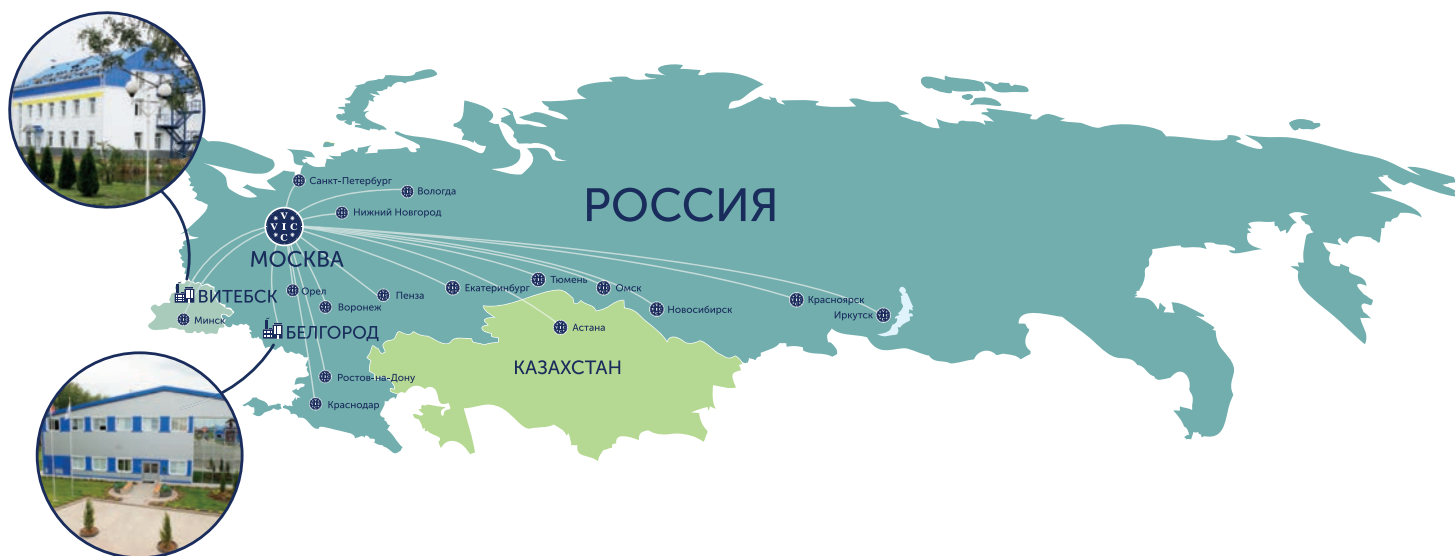 РОССИЯ
Санкт-Петербург
Вологда
Нижний Новгород
V
V I C
C
МОСКВА
ВИТЕБСК
Минск
Орел
Воронеж
Пенза
БЕЛГОРОД
Екатеринбург
Тюмень
Омск
Новосибирск
Красноярск
Иркутск
Астана
КАЗАХСТАН
Ростов-на-Дону
Краснодар